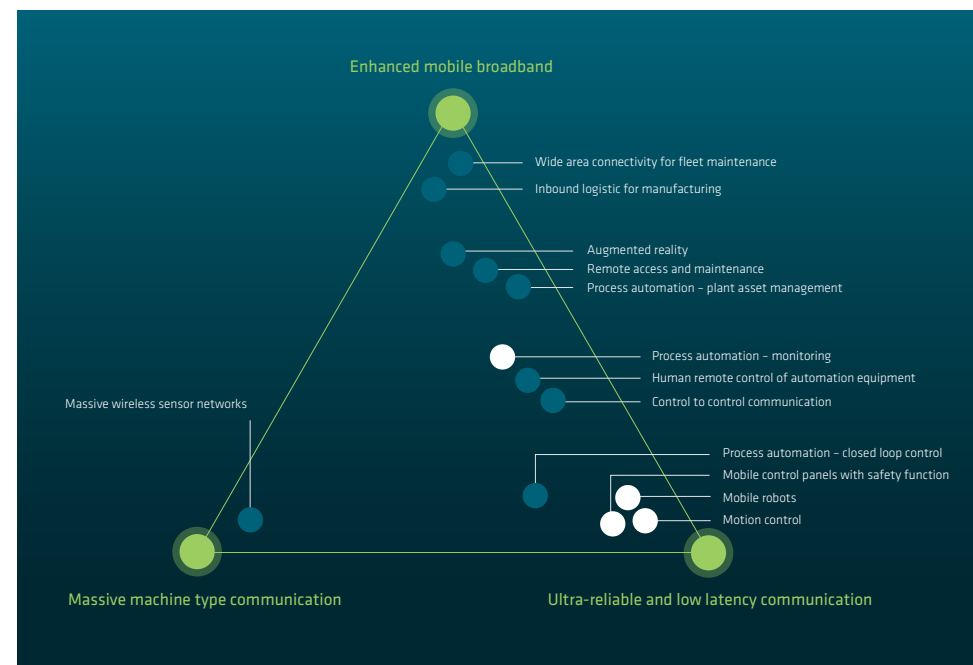 Enhanced mobile broadband
Wide area connectivity for fleet maintenance
Inbound logistic for manufacturing
Augmented reality
Remote access and maintenance
Process automation – plant asset management
Process automation – monitoring
Human remote control of automation equipment
Control to control communication
Massive wireless sensor networks
Process automation – closed loop control
Mobile control panels with safety function
Mobile robots
Motion control
Massive machine type communication
Ultra-reliable and low latency communication